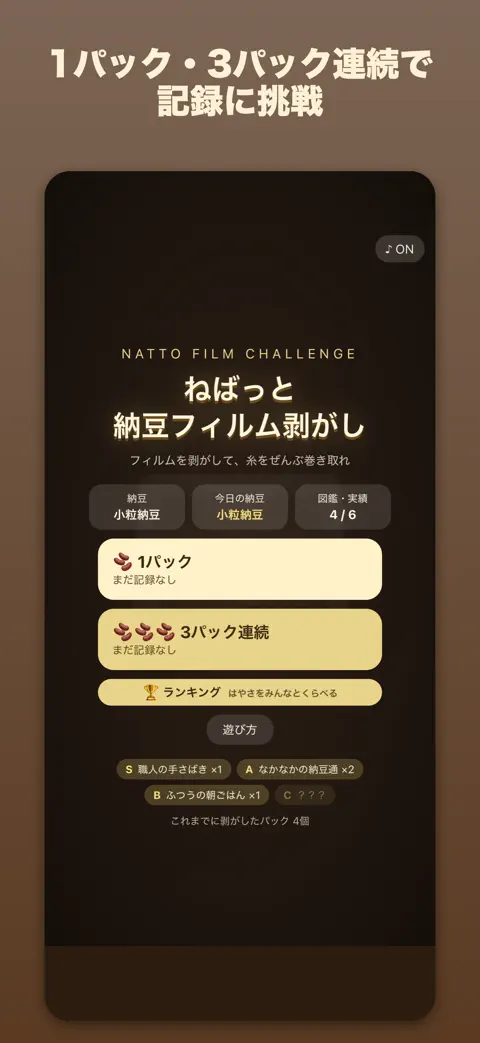 1パック・3パック連続で
記録に挑戦
♪ ON
NATTO FILM CHALLENGE
ねばっと
納豆フィルム剥がし
フィルムを剥がして、糸をぜんぶ巻き取れ
納豆
小粒納豆
今日の納豆
小粒納豆
図鑑・実績
4 / 6
1パック
まだ記録なし
3パック連続
まだ記録なし
ランキング はやさをみんなとくらべる
遊び方
S 職人の手さばき ×1 A なかなかの納豆通 ×2
B ふつうの朝ごはん ×1 C ？？？
これまでに剥がしたパック 4個